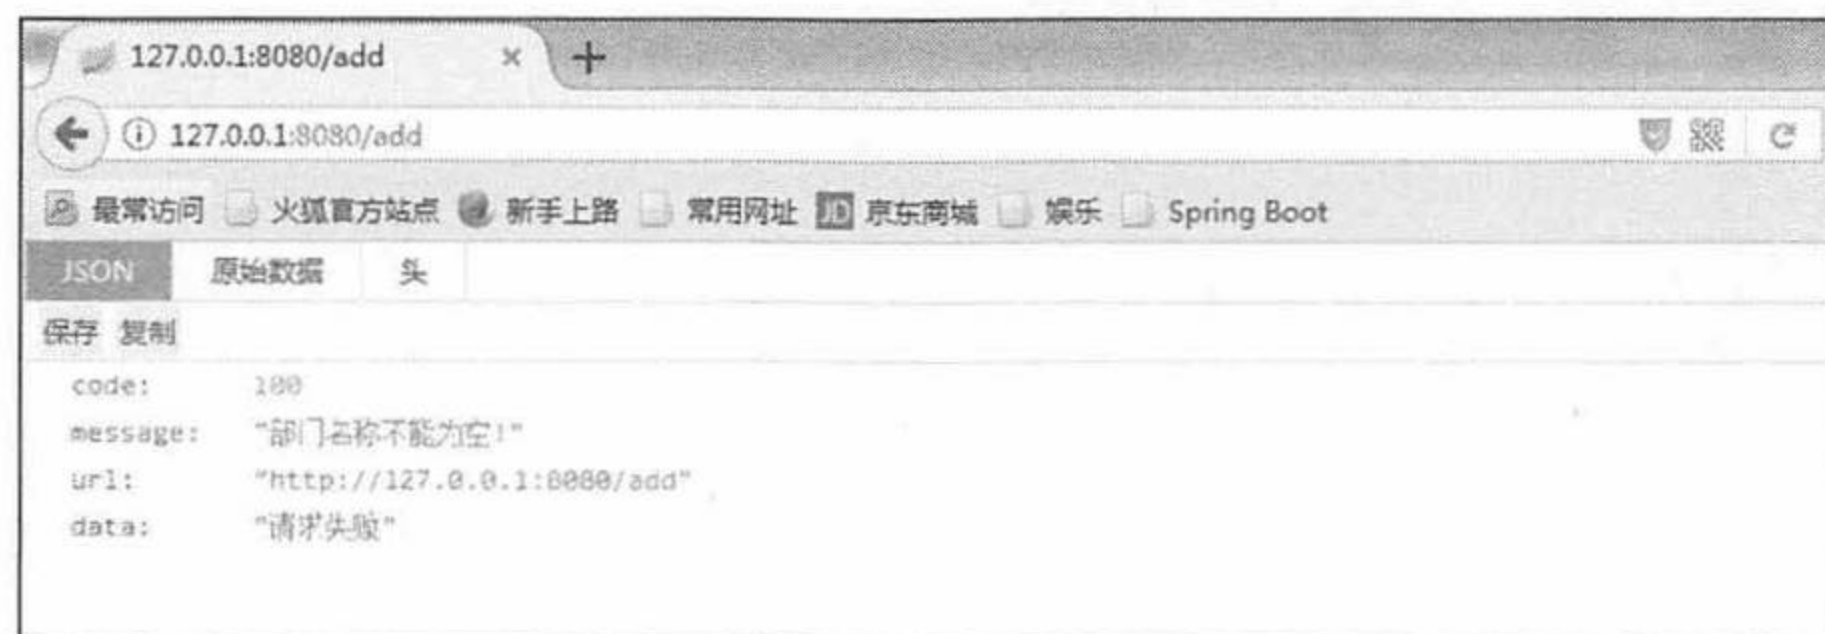 127.0.0.1:8080/add
127.0.0.1:8080/add
最常访问 火狐官方站点 新手上路 常用网址 JD 京东商城 娱乐 Spring Boot
JSON 原始数据 头
保存 复制
code: 100
message: "部门名称不能为空!"
url: "http://127.0.0.1:8080/add"
data: "请求失败"